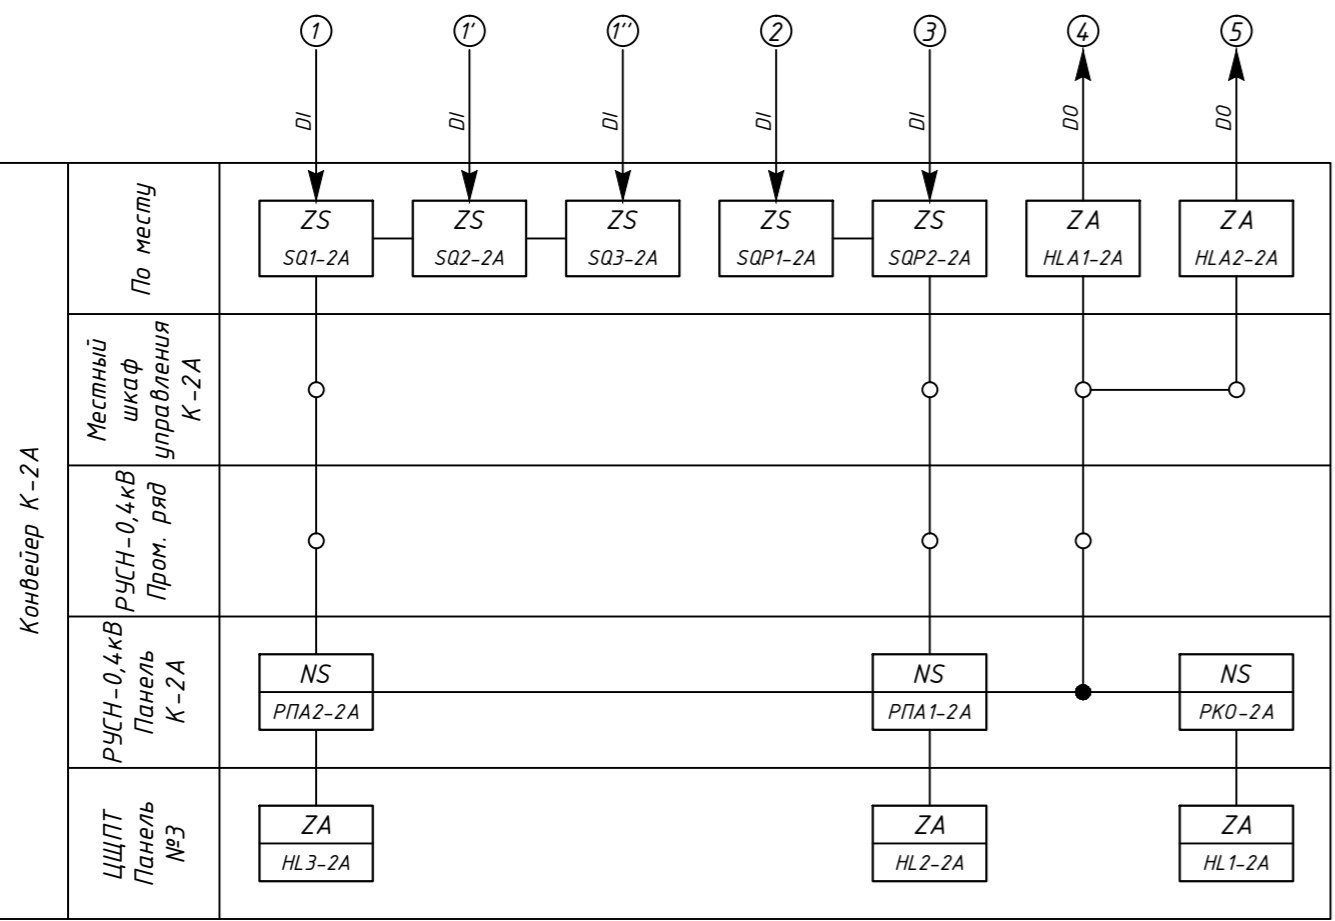 1 1' 1'' 2 3 4 5
DI DI DI DI DI DO DO
Конвейер К-2А
По месту
ZS ZS ZS ZS ZS ZA ZA
SQ1-2A SQ2-2A SQ3-2A SQP1-2A SQP2-2A HLA1-2A HLA2-2A
Местный
шкаф
управления
К-2А
РУСН-0,4кВ
Пром. ряд
РУСН-0,4кВ
Панель
К-2А
NS NS NS
РПА2-2А РПА1-2А РКО-2А
ЦЩПТ
Панель
№3
ZA ZA ZA
HL3-2A HL2-2A HL1-2A